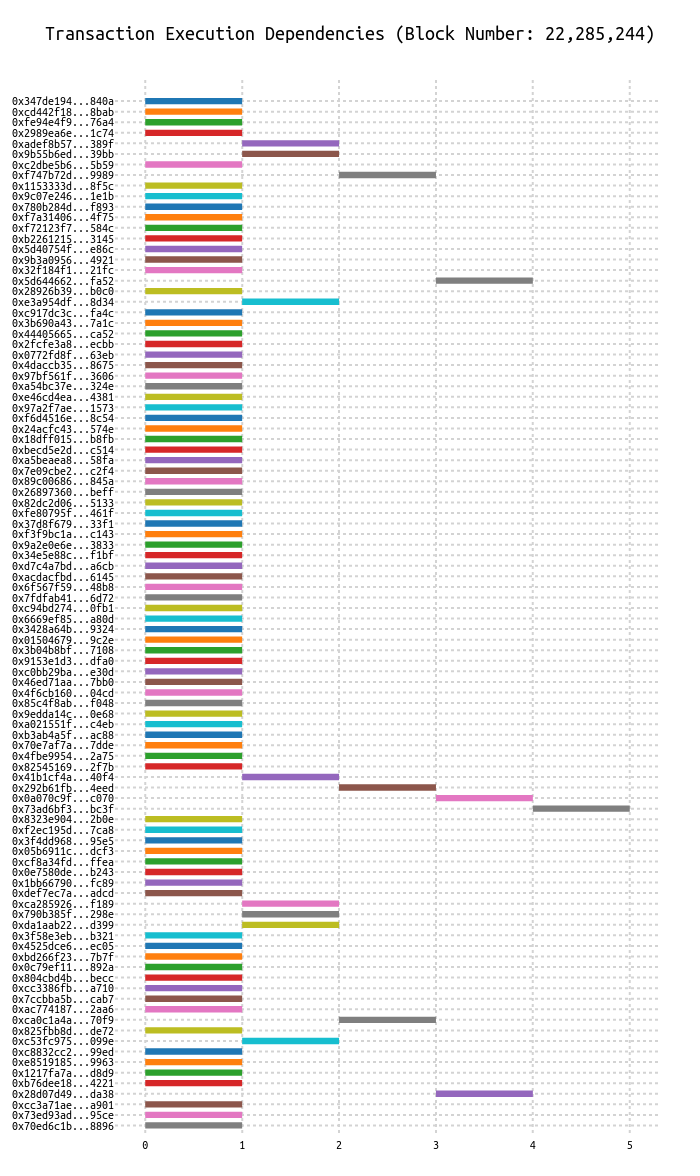 Transaction Execution Dependencies (Block Number: 22,285,244)
0x347de194...840a
0xcd442f18...8bab
0xfe94e4f9...76a4
0x2989ea6e...1c74
0xadef8b57...389f
0x9b55b6ed...39bb
0xc2dbe5b6...5b59
0xf747b72d...9989
0x1153333d...8f5c
0x9c07e246...1e1b
0x780b284d...f893
0xf7a31406...4f75
0xf72123f7...584c
0xb2261215...3145
0x5d40754f...e86c
0x9b3a0956...4921
0x32f184f1...21fc
0x5d644662...fa52
0x28926b39...b0c0
0xe3a954df...8d34
0xc917dc3c...fa4c
0x3b690a43...7a1c
0x44405665...ca52
0x2fcfe3a8...ecbb
0x0772fd8f...63eb
0x4daccb35...8675
0x97bf561f...3606
0xa54bc37e...324e
0xe46cd4ea...4381
0x97a2f7ae...1573
0xf6d4516e...8c54
0x24acfc43...574e
0x18dff015...b8fb
0xbecd5e2d...c514
0xa5beaea8...58fa
0x7e09cbe2...c2f4
0x89c00686...845a
0x26897360...beff
0x82dc2d06...5133
0xfe80795f...461f
0x37d8f679...33f1
0xf3f9bc1a...c143
0x9a2e0e6e...3833
0x34e5e88c...f1bf
0xd7c4a7bd...a6cb
0xacdacfbd...6145
0x6f567f59...48b8
0x7fdfab41...6d72
0xc94bd274...0fb1
0x6669ef85...a80d
0x3428a64b...9324
0x01504679...9c2e
0x3b04b8bf...7108
0x9153e1d3...dfa0
0xc0bb29ba...e30d
0x46ed71aa...7bb0
0x4f6cb160...04cd
0x85c4f8ab...f048
0x9edda14c...0e68
0xa021551f...c4eb
0xb3ab4a5f...ac88
0x70e7af7a...7dde
0x4fbe9954...2a75
0x82545169...2f7b
0x41b1cf4a...40f4
0x292b61fb...4eed
0x0a070c9f...c070
0x73ad6bf3...bc3f
0x8323e904...2b0e
0xf2ec195d...7ca8
0x3f4dd968...95e5
0x05b6911c...dcf3
0xcf8a34fd...ffea
0x0e7580de...b243
0x1bb66790...fc89
0xdef7ec7a...adcd
0xca285926...f189
0x790b385f...298e
0xda1aab22...d399
0x3f58e3eb...b321
0x4525dce6...ec05
0xbd266f23...7b7f
0x0c79ef11...892a
0x804cbd4b...becc
0xcc3386fb...a710
0x7ccbba5b...cab7
0xac774187...2aa6
0xca0c1a4a...70f9
0x825fbb8d...de72
0xc53fc975...099e
0xc8832cc2...99ed
0xe8519185...9963
0x1217fa7a...d8d9
0xb76dee18...4221
0x28d07d49...da38
0xcc3a71ae...a901
0x73ed93ad...95ce
0x70ed6c1b...8896
0 1 2 3 4 5